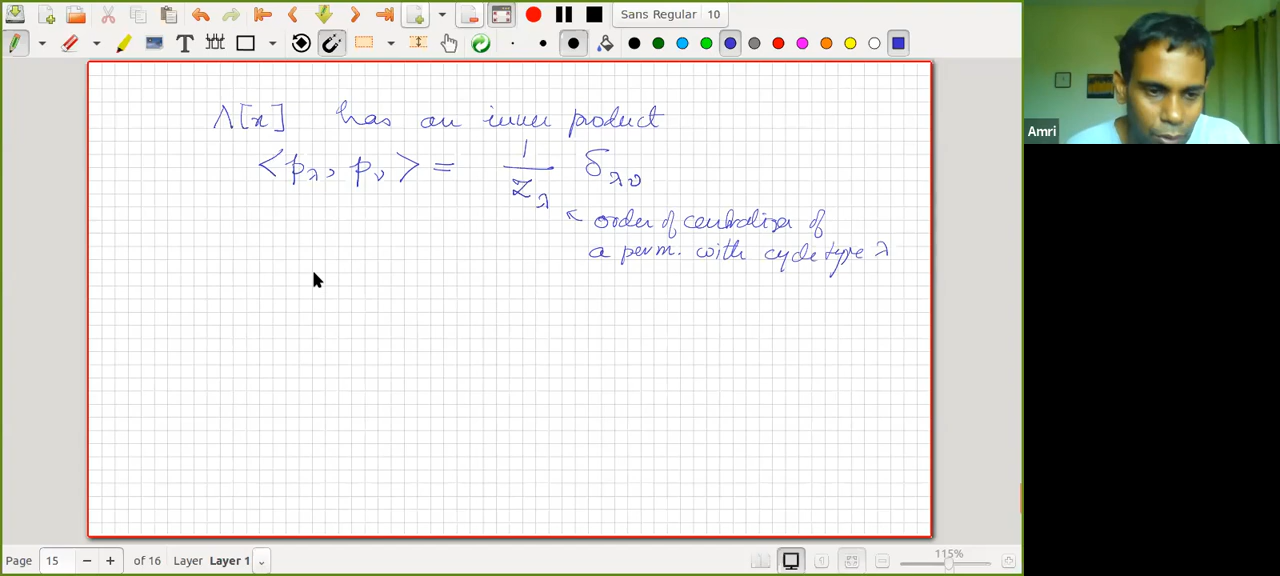 Sans Regular 10
Λ[x] has an inner product
<p_λ, p_ν> = 1/z_λ δ_λν
← order of centralizer of
a perm. with cycle type λ
Amri
Page 15 of 16 Layer Layer 1 115%